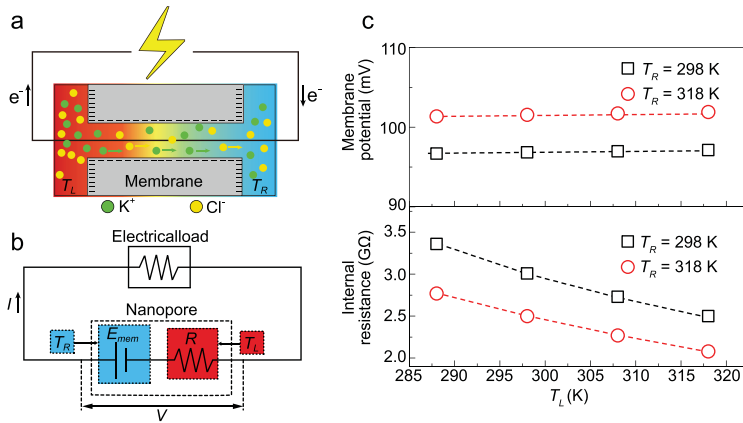 a
e⁻
e⁻
T_L
Membrane
T_R
K⁺
Cl⁻
b
Electricalload
I
Nanopore
T_R
E_mem
R
T_L
V
c
Membrane
potential (mV)
110
100
90
T_R = 298 K
T_R = 318 K
Internal
resistance (GΩ)
3.5
3.0
2.5
2.0
T_R = 298 K
T_R = 318 K
285 290 295 300 305 310 315 320
T_L (K)